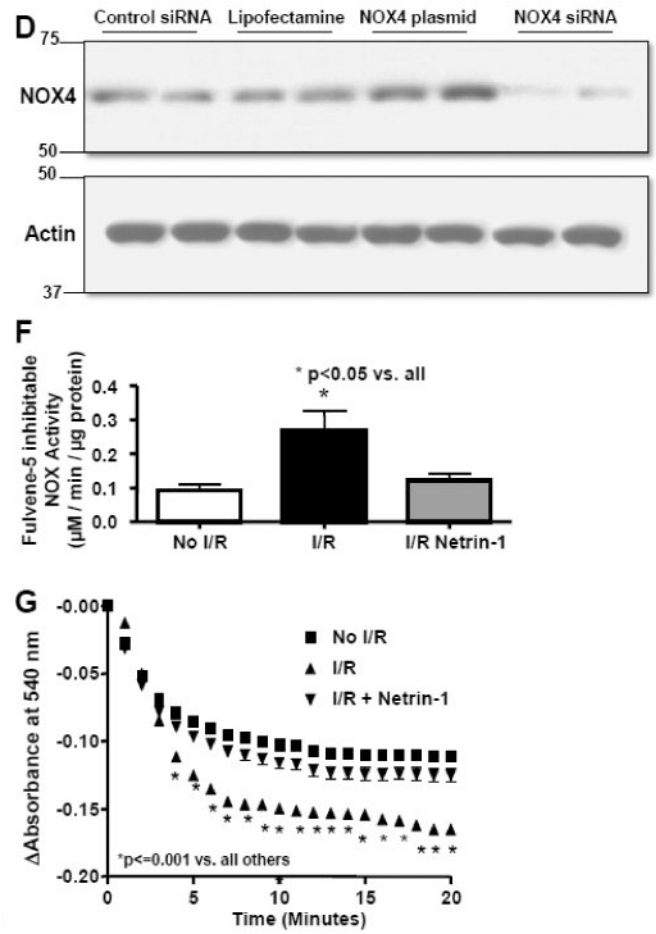 D
Control siRNA Lipofectamine NOX4 plasmid NOX4 siRNA
75
NOX4
50
50
Actin
37
F
* p<0.05 vs. all
*
Fulvene-5 inhibitable
NOX Activity
(µM / min / µg protein)
0.4
0.3
0.2
0.1
0.0
No I/R I/R I/R Netrin-1
G
ΔAbsorbance at 540 nm
-0.00
-0.05
-0.10
-0.15
-0.20
No I/R
I/R
I/R + Netrin-1
* * * * * * * * * * * * * * * * *
*p<=0.001 vs. all others
0 5 10 15 20
Time (Minutes)